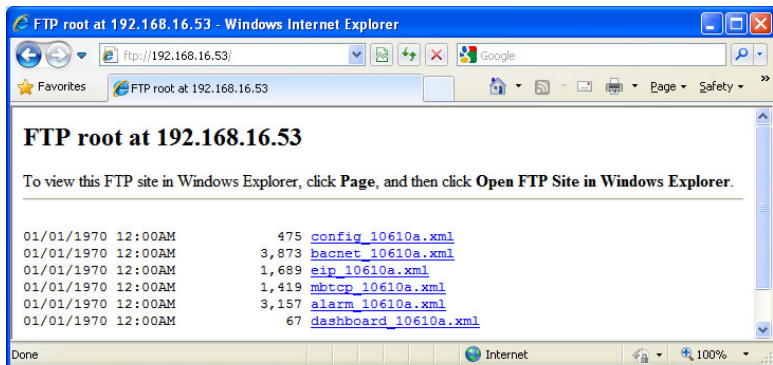 FTP root at 192.168.16.53 - Windows Internet Explorer
ftp://192.168.16.53/
Google
Favorites
FTP root at 192.168.16.53
Page
Safety
»
FTP root at 192.168.16.53
To view this FTP site in Windows Explorer, click Page, and then click Open FTP Site in Windows Explorer.
01/01/1970 12:00AM 475 config_10610a.xml
01/01/1970 12:00AM 3,873 bacnet_10610a.xml
01/01/1970 12:00AM 1,689 eip_10610a.xml
01/01/1970 12:00AM 1,419 mbtcp_10610a.xml
01/01/1970 12:00AM 3,157 alarm_10610a.xml
01/01/1970 12:00AM 67 dashboard_10610a.xml
Done
Internet
100%